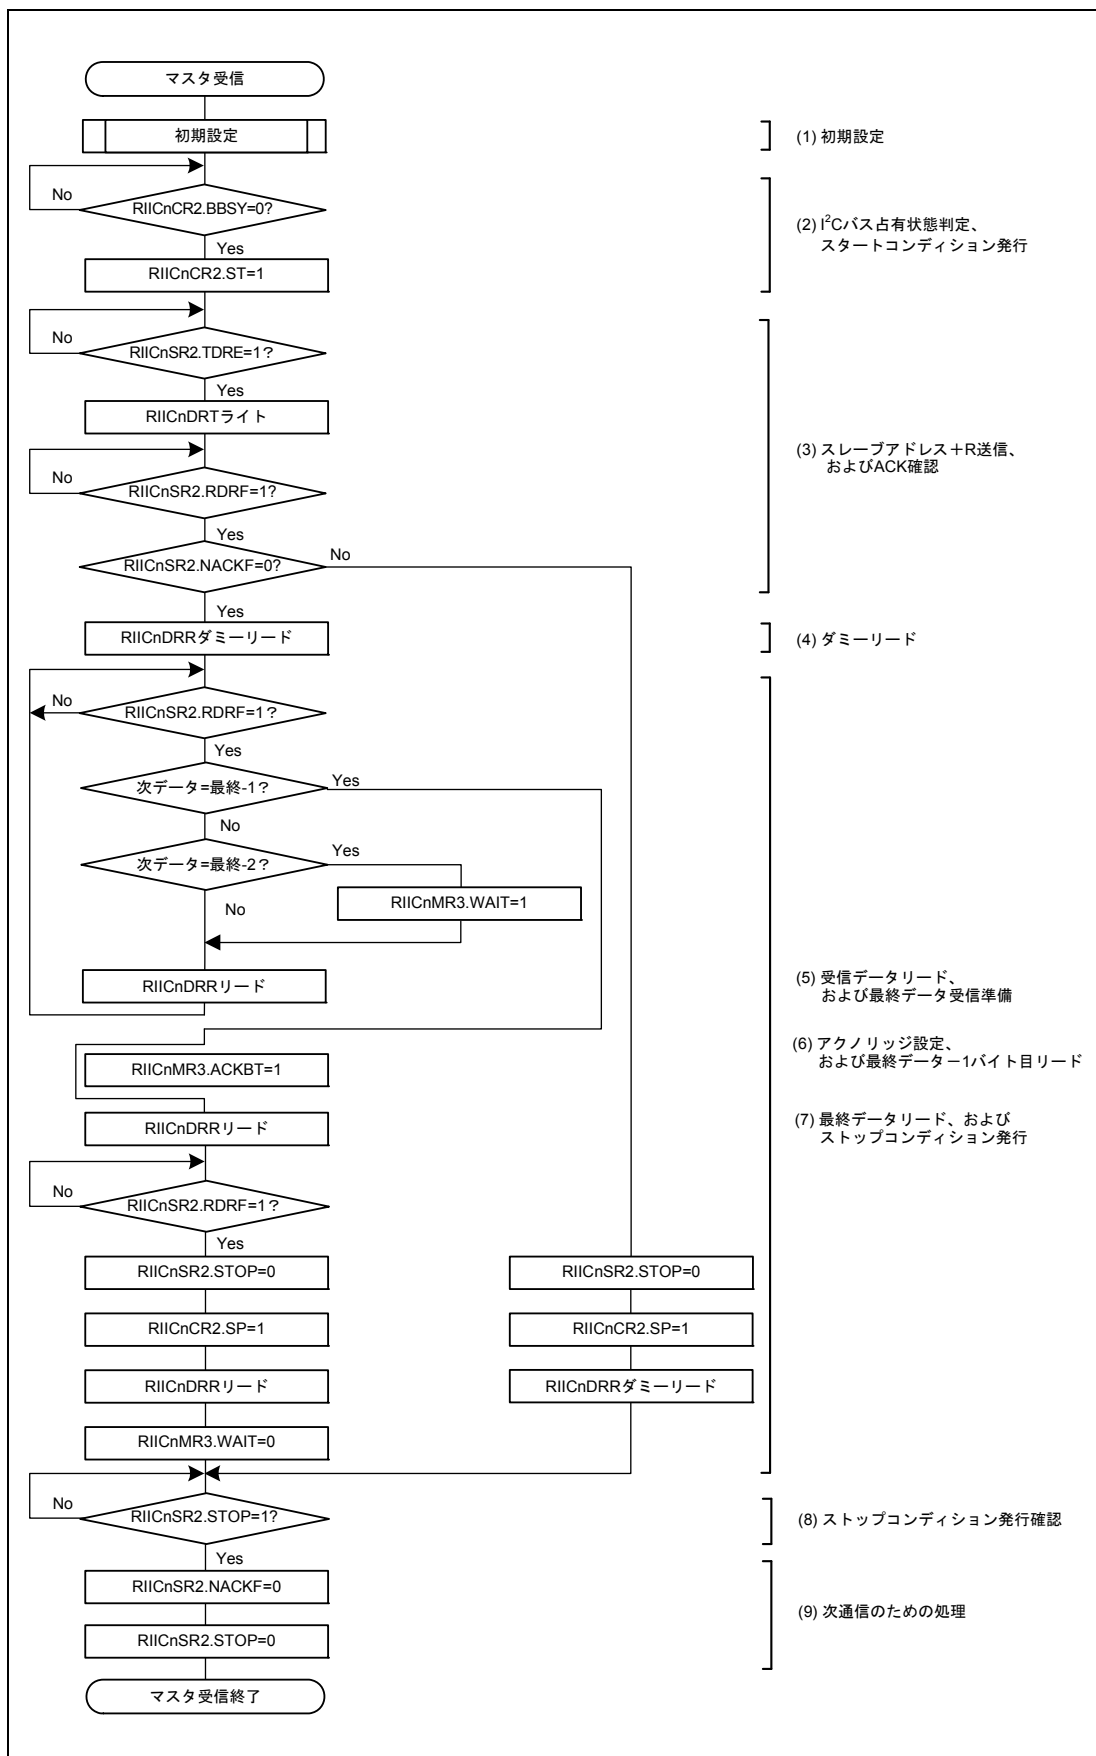 マスタ受信
初期設定
(1) 初期設定
No
RIICnCR2.BBSY=0?
Yes
RIICnCR2.ST=1
(2) I²Cバス占有状態判定、
スタートコンディション発行
No
RIICnSR2.TDRE=1?
Yes
RIICnDRTライト
No
RIICnSR2.RDRF=1?
Yes
RIICnSR2.NACKF=0?
No
Yes
(3) スレーブアドレス+R送信、
およびACK確認
RIICnDRRダミーリード
(4) ダミーリード
No
RIICnSR2.RDRF=1?
Yes
次データ=最終-1?
Yes
No
次データ=最終-2?
Yes
RIICnMR3.WAIT=1
No
RIICnDRRリード
(5) 受信データリード、
および最終データ受信準備
RIICnMR3.ACKBT=1
(6) アクノリッジ設定、
および最終データー1バイト目リード
RIICnDRRリード
(7) 最終データリード、および
ストップコンディション発行
No
RIICnSR2.RDRF=1?
Yes
RIICnSR2.STOP=0
RIICnSR2.STOP=0
RIICnCR2.SP=1
RIICnCR2.SP=1
RIICnDRRリード
RIICnDRRダミーリード
RIICnMR3.WAIT=0
No
RIICnSR2.STOP=1?
Yes
(8) ストップコンディション発行確認
RIICnSR2.NACKF=0
RIICnSR2.STOP=0
(9) 次通信のための処理
マスタ受信終了